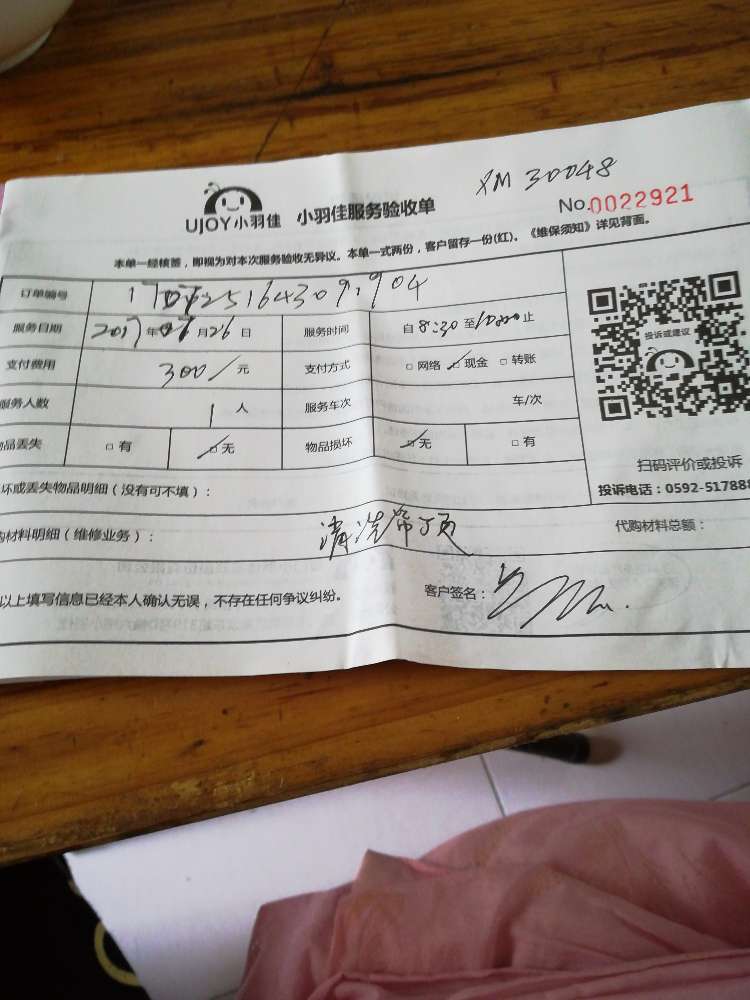 XM 30048
UJOY小羽佳 小羽佳服务验收单 No.0022921
本单一经核签，即视为对本次服务验收无异议。本单一式两份，客户留存一份(红)。《维保须知》详见背面。
订单编号
服务日期 2017年07月26日 服务时间 自8:30至 止
支付费用 300/元 支付方式 □网络 ☑现金 □转账
服务人数 1人 服务车次 车/次
品丢失 □有 ☑无 物品损坏 ☑无 □有
投诉或建议
扫码评价或投诉
投诉电话：0592-517888
坏或丢失物品明细（没有可不填）：
购材料明细（维修业务）： 清洗 代购材料总额：
以上填写信息已经本人确认无误，不存在任何争议纠纷。 客户签名：